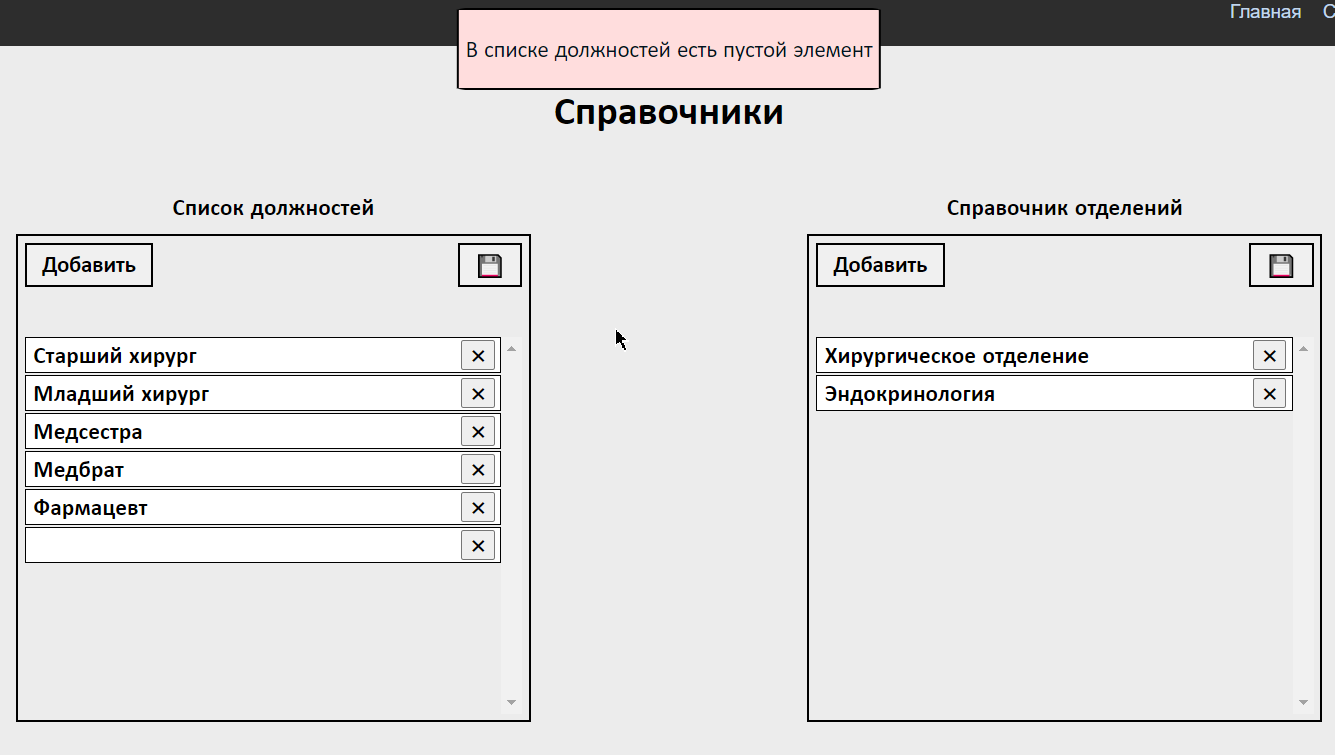 Главная С
В списке должностей есть пустой элемент
Справочники
Список должностей
Добавить
Старший хирург ✕
Младший хирург ✕
Медсестра ✕
Медбрат ✕
Фармацевт ✕
✕
Справочник отделений
Добавить
Хирургическое отделение ✕
Эндокринология ✕